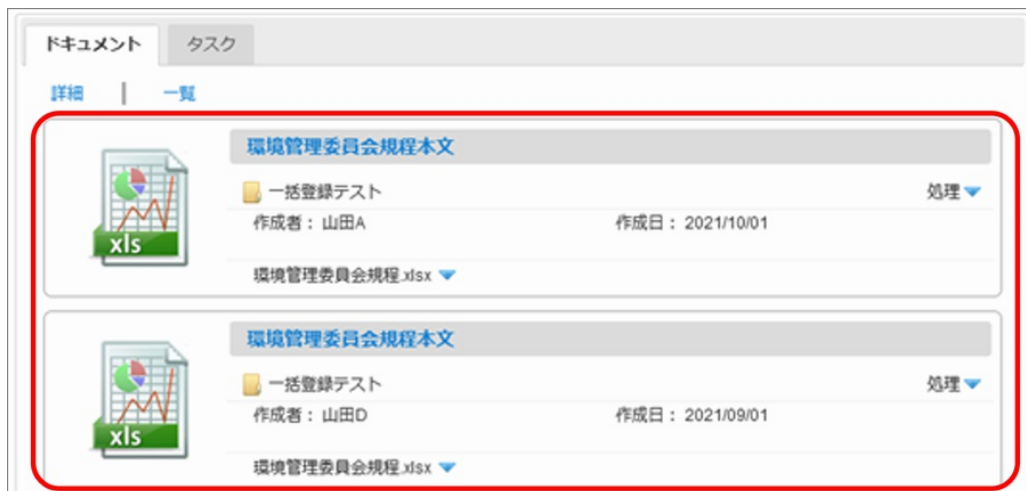 ドキュメント タスク
詳細 | 一覧
環境管理委員会規程本文
一括登録テスト 処理
作成者： 山田A 作成日： 2021/10/01
xls
環境管理委員会規程.xlsx
環境管理委員会規程本文
一括登録テスト 処理
作成者： 山田D 作成日： 2021/09/01
xls
環境管理委員会規程.xlsx